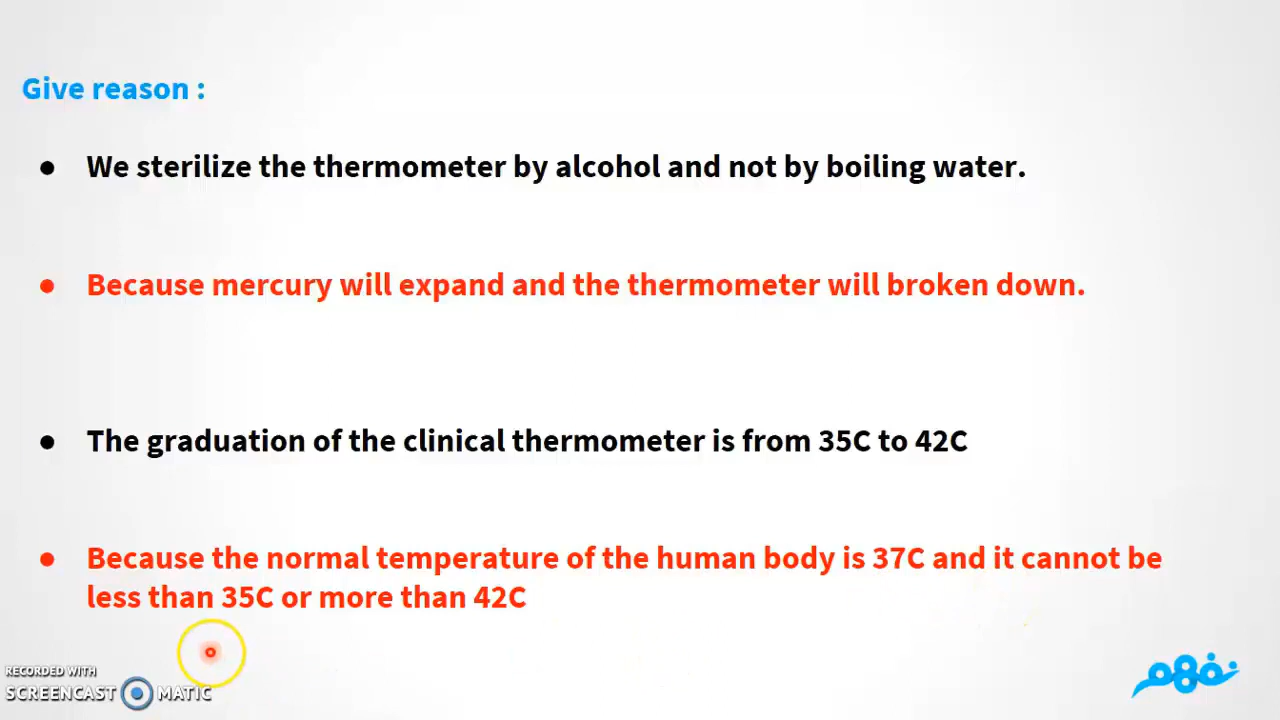 Give reason :
● We sterilize the thermometer by alcohol and not by boiling water.
● Because mercury will expand and the thermometer will broken down.
● The graduation of the clinical thermometer is from 35C to 42C
● Because the normal temperature of the human body is 37C and it cannot be
less than 35C or more than 42C
RECORDED WITH
SCREENCAST MATIC
نفهم